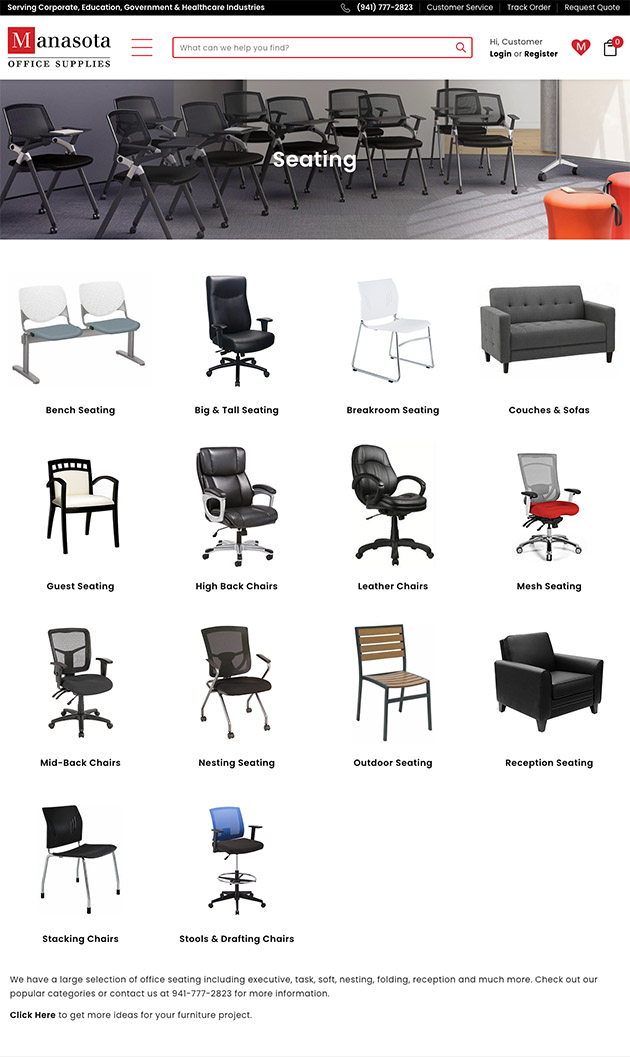 Serving Corporate, Education, Government & Healthcare Industries
(941) 777-2823
Customer Service
Track Order
Request Quote
Manasota
OFFICE SUPPLIES
What can we help you find?
Hi, Customer
Login or Register
M
0
Seating
Bench Seating
Big & Tall Seating
Breakroom Seating
Couches & Sofas
Guest Seating
High Back Chairs
Leather Chairs
Mesh Seating
Mid-Back Chairs
Nesting Seating
Outdoor Seating
Reception Seating
Stacking Chairs
Stools & Drafting Chairs
We have a large selection of office seating including executive, task, soft, nesting, folding, reception and much more. Check out our
popular categories or contact us at 941-777-2823 for more information.
Click Here to get more ideas for your furniture project.